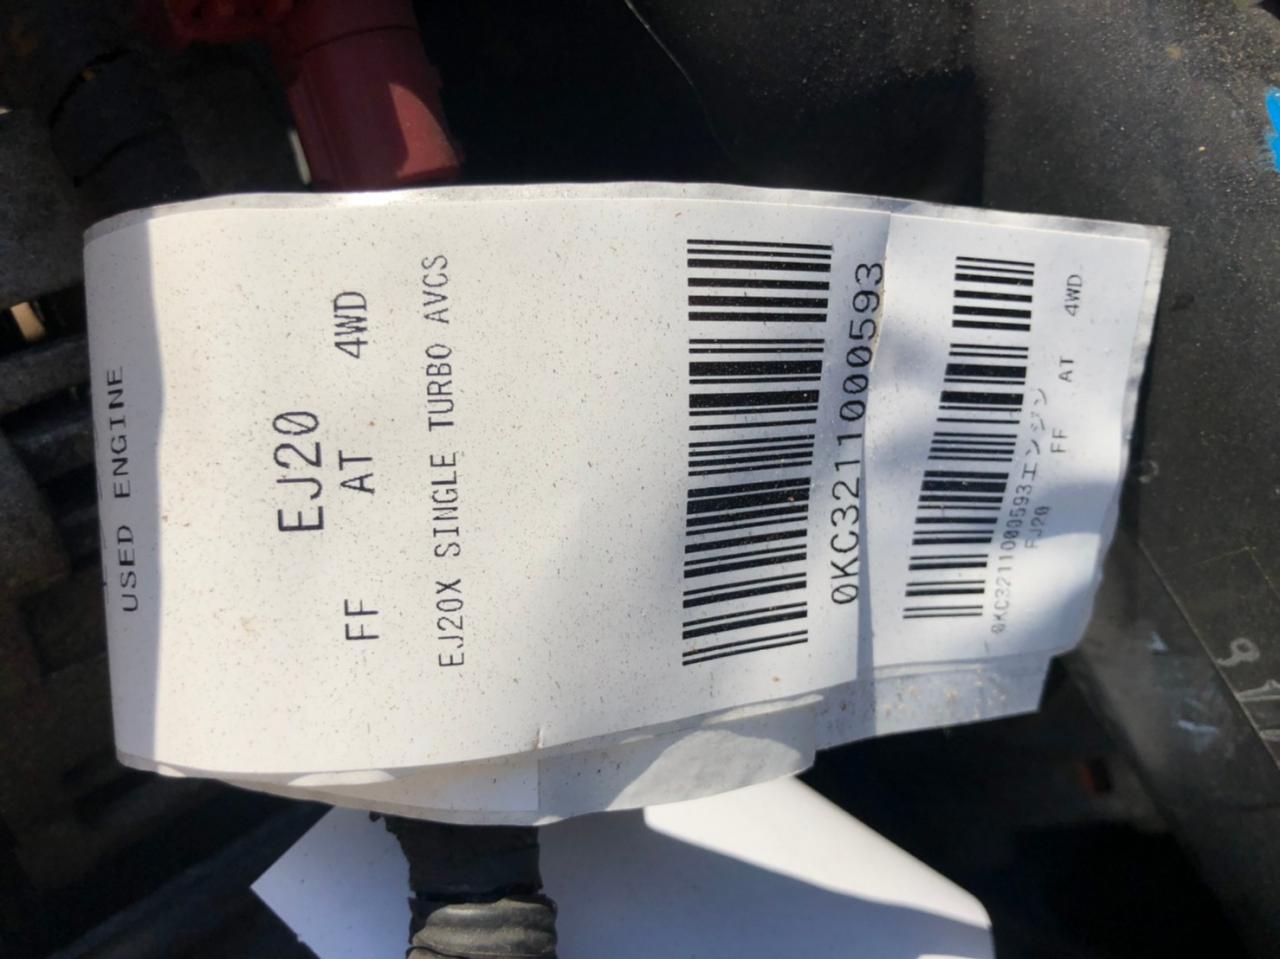 USED ENGINE
EJ20
FF AT 4WD
EJ20X SINGLE TURBO AVCS
0KC3211000593
0KC3211000593エンジン
EJ20
FF AT 4WD